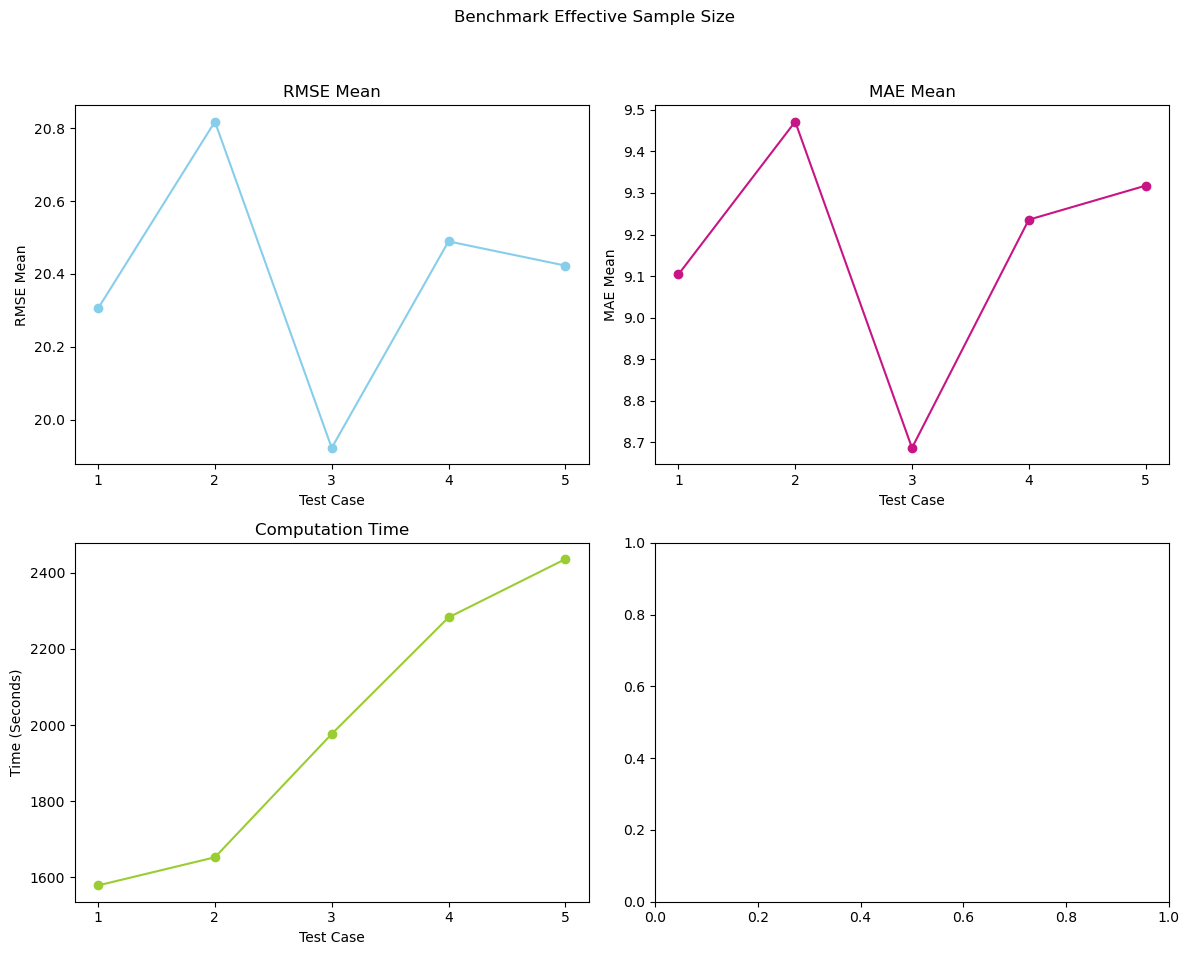 Benchmark Effective Sample Size
RMSE Mean
20.8
20.6
20.4
20.2
20.0
RMSE Mean
1 2 3 4 5
Test Case
MAE Mean
9.5
9.4
9.3
9.2
9.1
9.0
8.9
8.8
8.7
MAE Mean
1 2 3 4 5
Test Case
Computation Time
2400
2200
2000
1800
1600
Time (Seconds)
1 2 3 4 5
Test Case
1.0
0.8
0.6
0.4
0.2
0.0
0.0 0.2 0.4 0.6 0.8 1.0